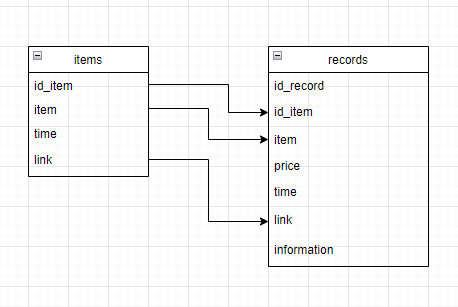 items
id_item
item
time
link
records
id_record
id_item
item
price
time
link
information